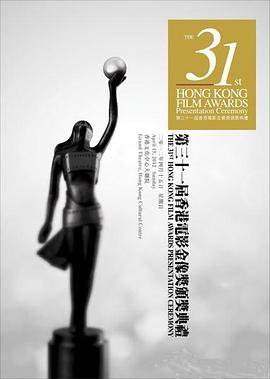 THE
31st
HONG KONG
FILM AWARDS
Presentation Ceremony
第三十一屆香港電影金像獎頒獎典禮
第三十一屆香港電影金像獎頒獎典禮
THE 31ST HONG KONG FILM AWARDS PRESENTATION CEREMONY
二零一二年四月十五日 星期日
April 15, 2012 Sunday
香港文化中心大劇院
Grand Theatre, Hong Kong Cultural Centre